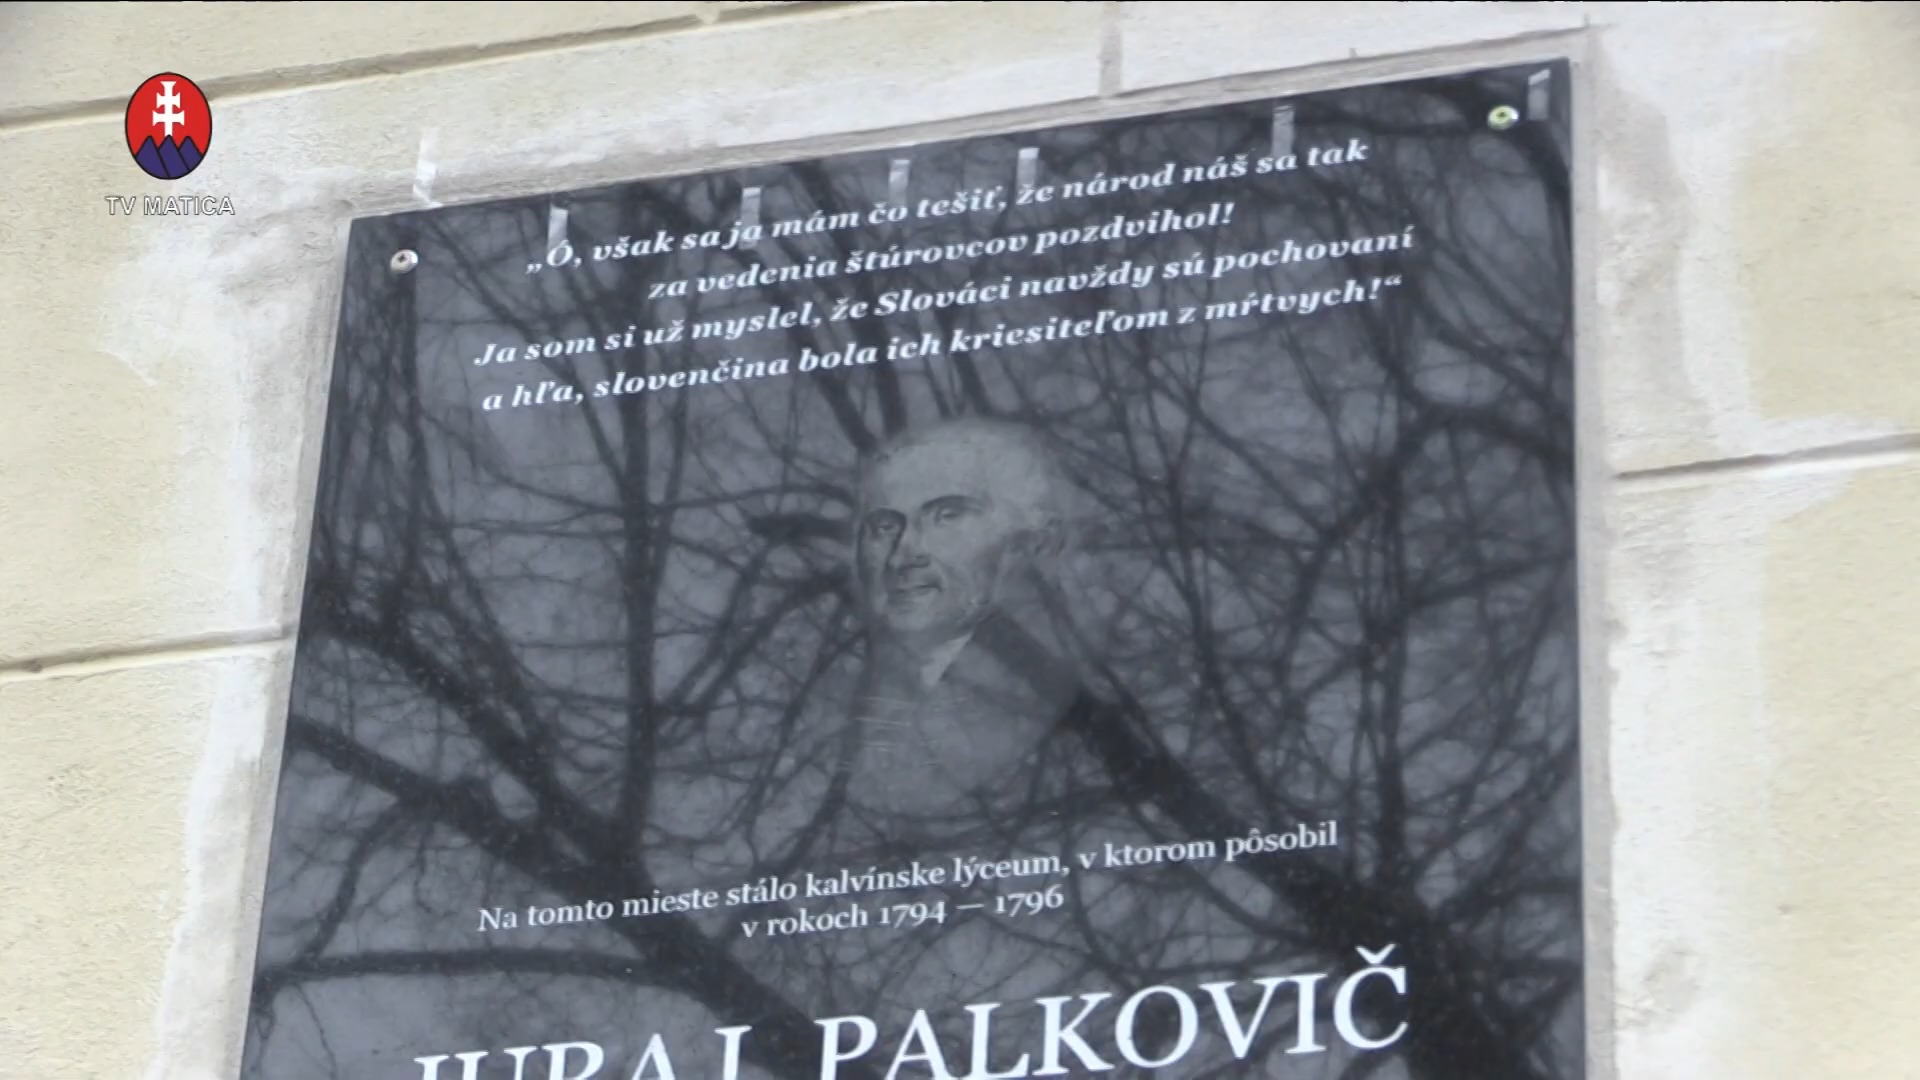 TV MATICA
„Ó, však sa ja mám čo tešiť, že národ náš sa tak
za vedenia štúrovcov pozdvihol!
Ja som si už myslel, že Slováci navždy sú pochovaní
a hľa, slovenčina bola ich kriesiteľom z mŕtvych!“
Na tomto mieste stálo kalvínske lýceum, v ktorom pôsobil
v rokoch 1794 — 1796
JURAJ PALKOVIČ